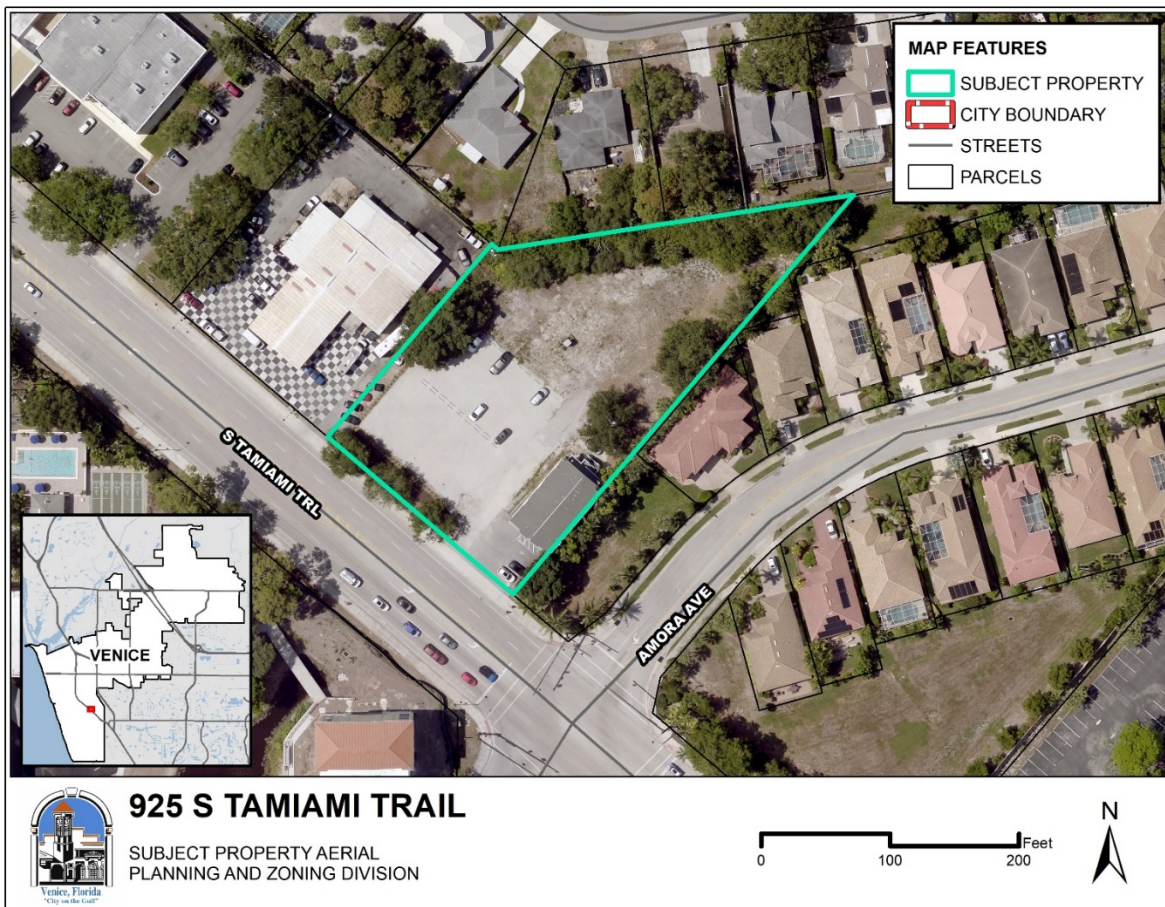 MAP FEATURES
SUBJECT PROPERTY
CITY BOUNDARY
STREETS
PARCELS
S TAMIAMI TRL
AMORA AVE
VENICE
925 S TAMIAMI TRAIL
SUBJECT PROPERTY AERIAL
PLANNING AND ZONING DIVISION
Venice, Florida
"City on the Gulf"
Feet
0 100 200
N